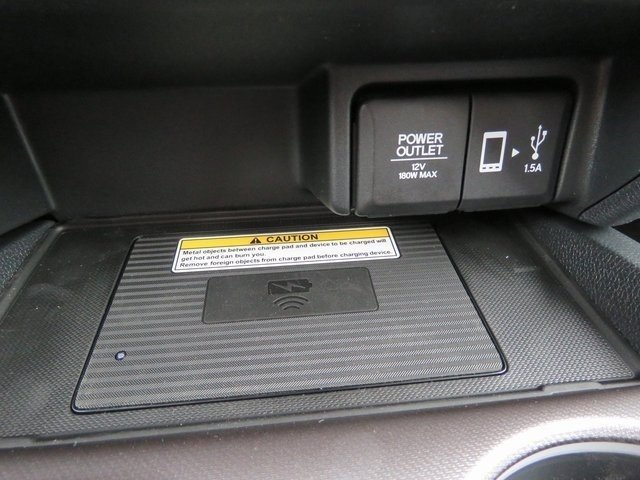 POWER
OUTLET
12V
180W MAX
1.5A
CAUTION
Metal objects between charge pad and device to be charged will
get hot and can burn you.
Remove foreign objects from charge pad before charging device.